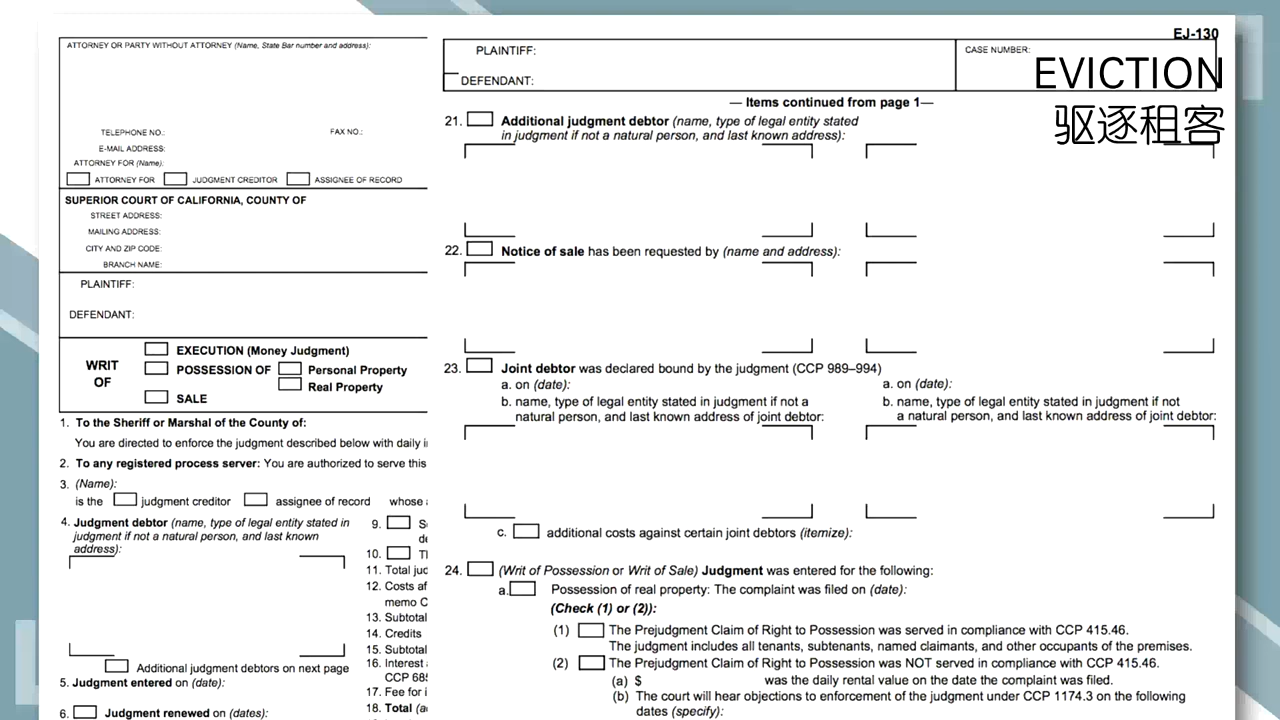 ATTORNEY OR PARTY WITHOUT ATTORNEY (Name, State Bar number and address):
TELEPHONE NO.:
FAX NO.:
E-MAIL ADDRESS:
ATTORNEY FOR (Name):
ATTORNEY FOR JUDGMENT CREDITOR ASSIGNEE OF RECORD
SUPERIOR COURT OF CALIFORNIA, COUNTY OF
STREET ADDRESS:
MAILING ADDRESS:
CITY AND ZIP CODE:
BRANCH NAME:
PLAINTIFF:
DEFENDANT:
WRIT
OF
EXECUTION (Money Judgment)
POSSESSION OF Personal Property
Real Property
SALE
1. To the Sheriff or Marshal of the County of:
You are directed to enforce the judgment described below with daily
2. To any registered process server: You are authorized to serve this
3. (Name):
is the judgment creditor assignee of record whose
4. Judgment debtor (name, type of legal entity stated in
judgment if not a natural person, and last known
address):
Additional judgment debtors on next page
5. Judgment entered on (date):
6. Judgment renewed on (dates):
9.
10.
11. Total
12. Costs
memo
13. Subtotal
14. Credits
15. Subtotal
16. Interest
CCP
17. Fee for
18. Total
EJ-130
PLAINTIFF:
DEFENDANT:
CASE NUMBER:
EVICTION
驱逐租客
— Items continued from page 1—
21. Additional judgment debtor (name, type of legal entity stated
in judgment if not a natural person, and last known address):
22. Notice of sale has been requested by (name and address):
23. Joint debtor was declared bound by the judgment (CCP 989–994)
a. on (date):
b. name, type of legal entity stated in judgment if not a
natural person, and last known address of joint debtor:
a. on (date):
b. name, type of legal entity stated in judgment if not
a natural person, and last known address of joint debtor:
c. additional costs against certain joint debtors (itemize):
24. (Writ of Possession or Writ of Sale) Judgment was entered for the following:
a. Possession of real property: The complaint was filed on (date):
(Check (1) or (2)):
(1) The Prejudgment Claim of Right to Possession was served in compliance with CCP 415.46.
The judgment includes all tenants, subtenants, named claimants, and other occupants of the premises.
(2) The Prejudgment Claim of Right to Possession was NOT served in compliance with CCP 415.46.
(a) $ was the daily rental value on the date the complaint was filed.
(b) The court will hear objections to enforcement of the judgment under CCP 1174.3 on the following
dates (specify):